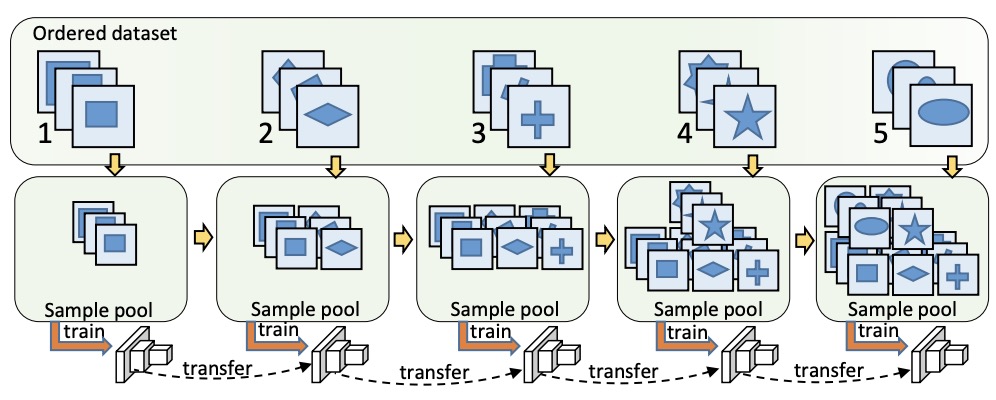 Ordered dataset
1 2 3 4 5
Sample pool Sample pool Sample pool Sample pool Sample pool
train train train train train
transfer transfer transfer transfer